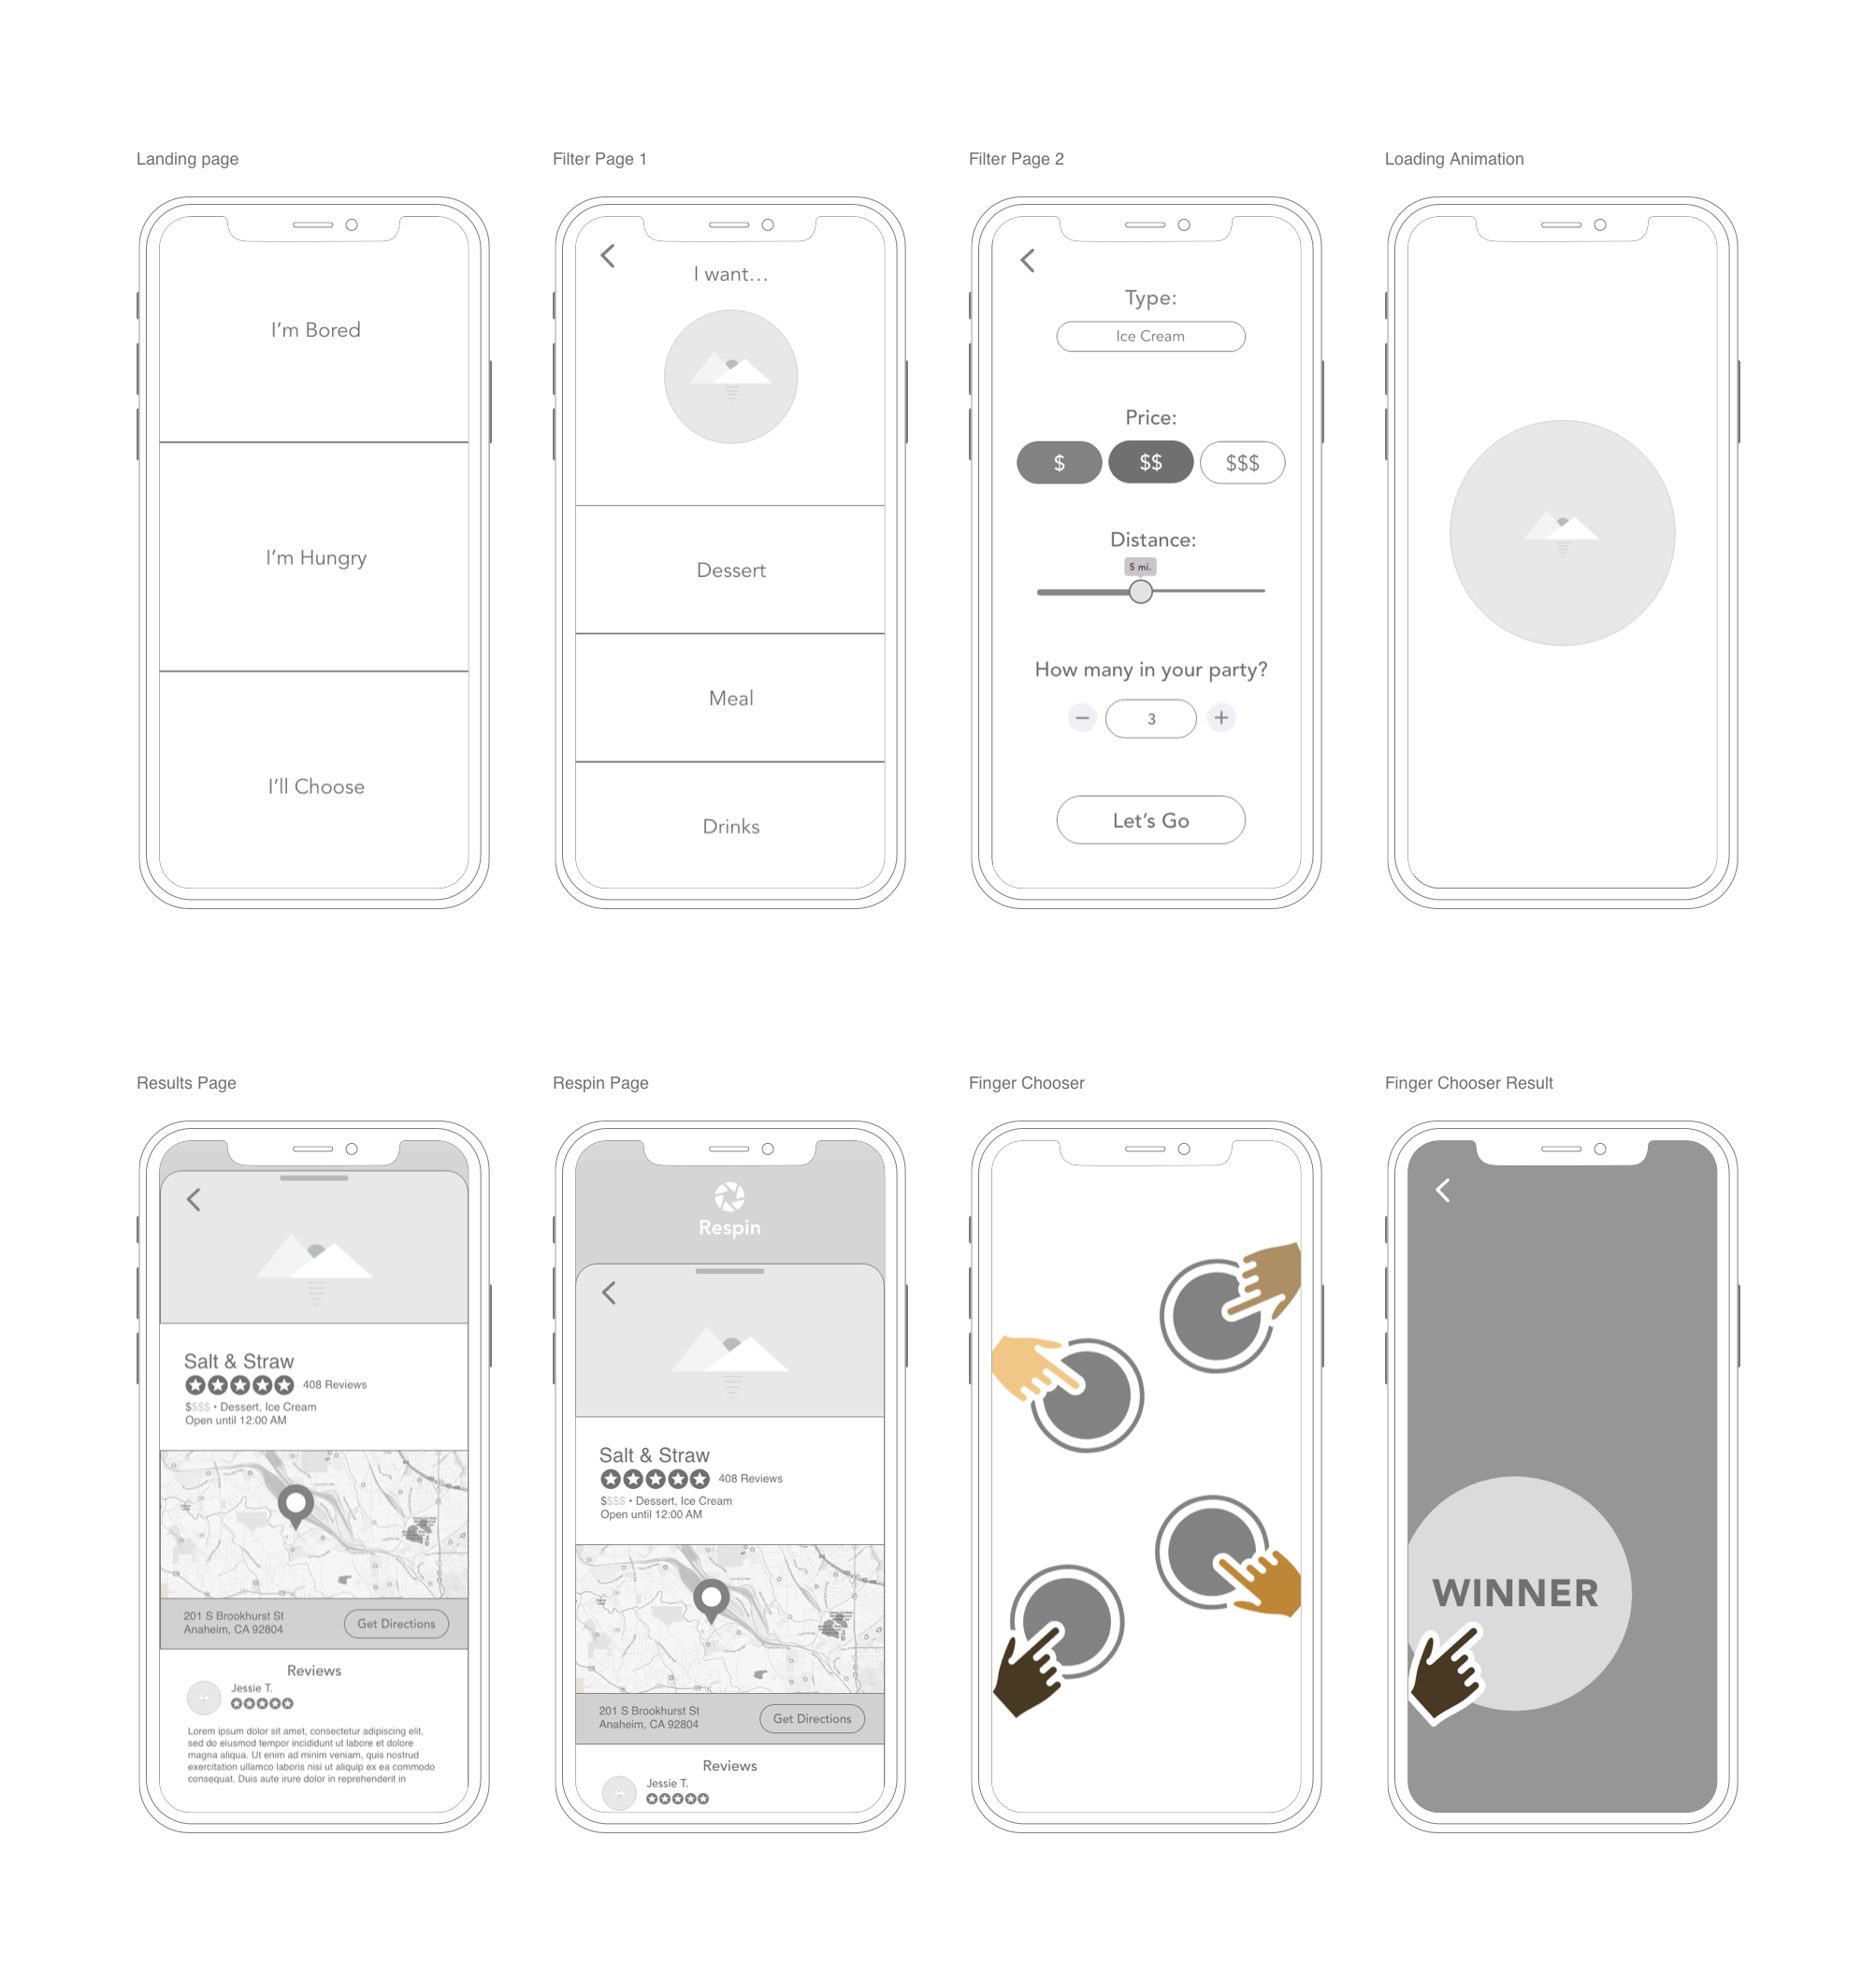 Landing page
I'm Bored
I'm Hungry
I'll Choose
Filter Page 1
I want...
Dessert
Meal
Drinks
Filter Page 2
Type:
Ice Cream
Price:
$ $$ $$$
Distance:
5 mi.
How many in your party?
− 3 +
Let's Go
Loading Animation
Results Page
Salt & Straw
408 Reviews
$$$$ • Dessert, Ice Cream
Open until 12:00 AM
201 S Brookhurst St
Anaheim, CA 92804
Get Directions
Reviews
Jessie T.
Lorem ipsum dolor sit amet, consectetur adipiscing elit,
sed do eiusmod tempor incididunt ut labore et dolore
magna aliqua. Ut enim ad minim veniam, quis nostrud
exercitation ullamco laboris nisi ut aliquip ex ea commodo
consequat. Duis aute irure dolor in reprehenderit in
Respin Page
Respin
Salt & Straw
408 Reviews
$$$$ • Dessert, Ice Cream
Open until 12:00 AM
201 S Brookhurst St
Anaheim, CA 92804
Get Directions
Reviews
Jessie T.
Finger Chooser
Finger Chooser Result
WINNER